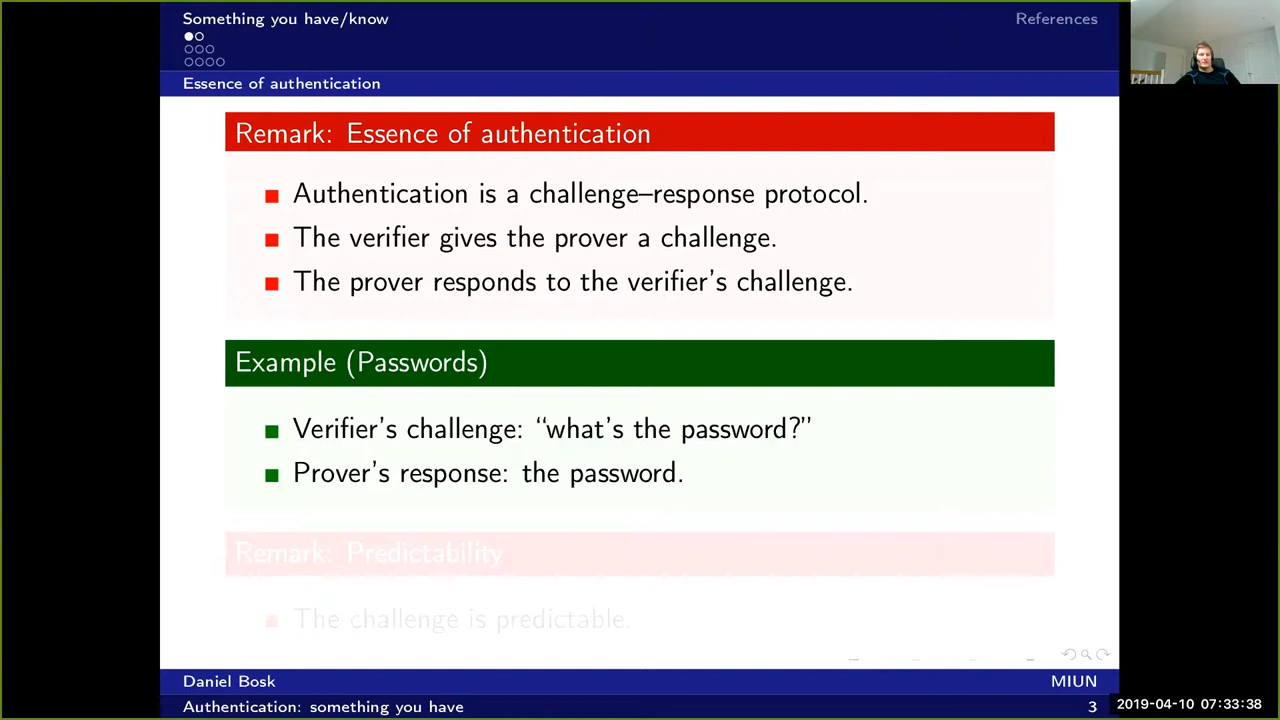 Something you have/know
References
Essence of authentication
Remark: Essence of authentication
Authentication is a challenge–response protocol.
The verifier gives the prover a challenge.
The prover responds to the verifier's challenge.
Example (Passwords)
Verifier's challenge: “what's the password?”
Prover's response: the password.
Remark: Predictability
The challenge is predictable.
Daniel Bosk
MIUN
Authentication: something you have
3
2019-04-10 07:33:38